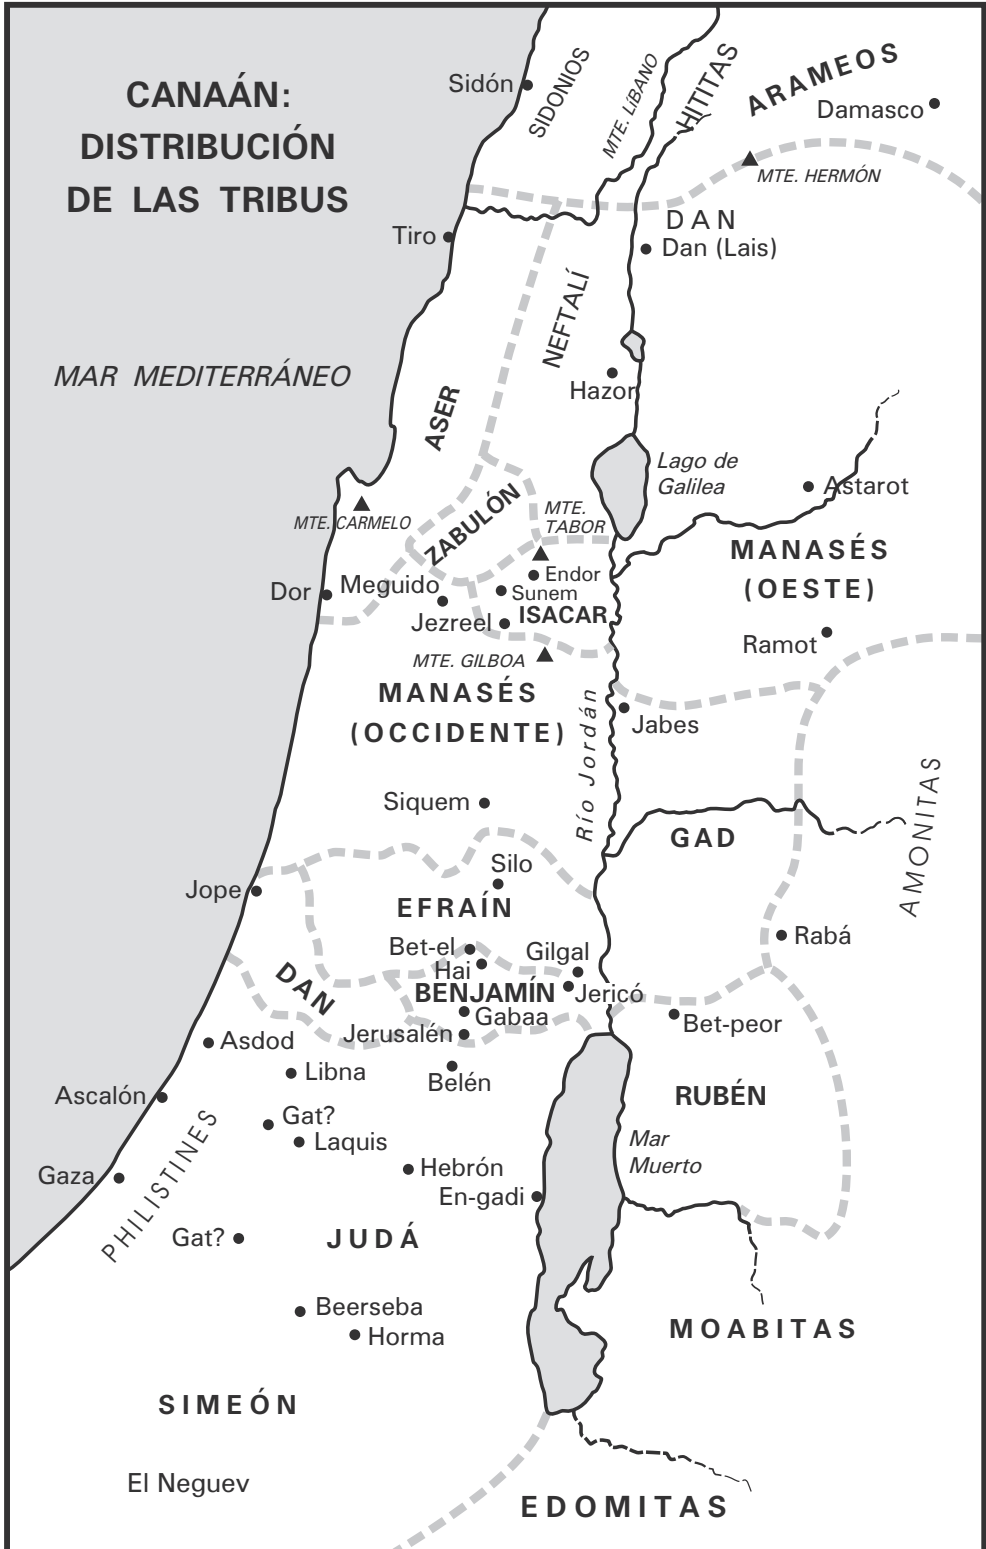 CANAÁN:
DISTRIBUCIÓN
DE LAS TRIBUS
Sidón
SIDONIOS
MTE. LíBANO
HITITAS
ARAMEOS
Damasco
MTE. HERMÓN
Tiro
DAN
Dan (Lais)
NEFTALÍ
MAR MEDITERRÁNEO
Hazor
ASER
Lago de
Galilea
Astarot
MTE. CARMELO
ZABULÓN
MTE.
TABOR
MANASÉS
(OESTE)
Dor
Meguido
Endor
Sunem
ISACAR
Jezreel
Ramot
MTE. GILBOA
MANASÉS
(OCCIDENTE)
Río Jordán
Jabes
Siquem
GAD
AMONITAS
Silo
Jope
EFRAÍN
Rabá
Bet-el
Hai
Gilgal
DAN
BENJAMÍN
Jericó
Gabaa
Bet-peor
Asdod
Jerusalén
Libna
Belén
RUBÉN
Ascalón
Gat?
Laquis
Mar
Muerto
Gaza
PHILISTINES
Hebrón
En-gadi
Gat?
JUDÁ
Beerseba
Horma
MOABITAS
SIMEÓN
El Neguev
EDOMITAS